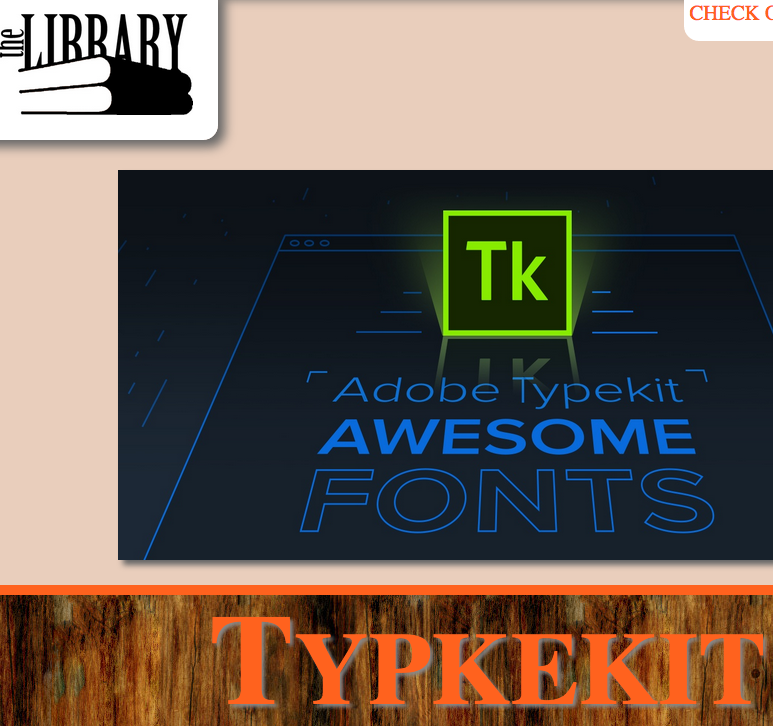 the LIBRARY
CHECK
Tk
Adobe Typekit
AWESOME
FONTS
TYPKEKIT